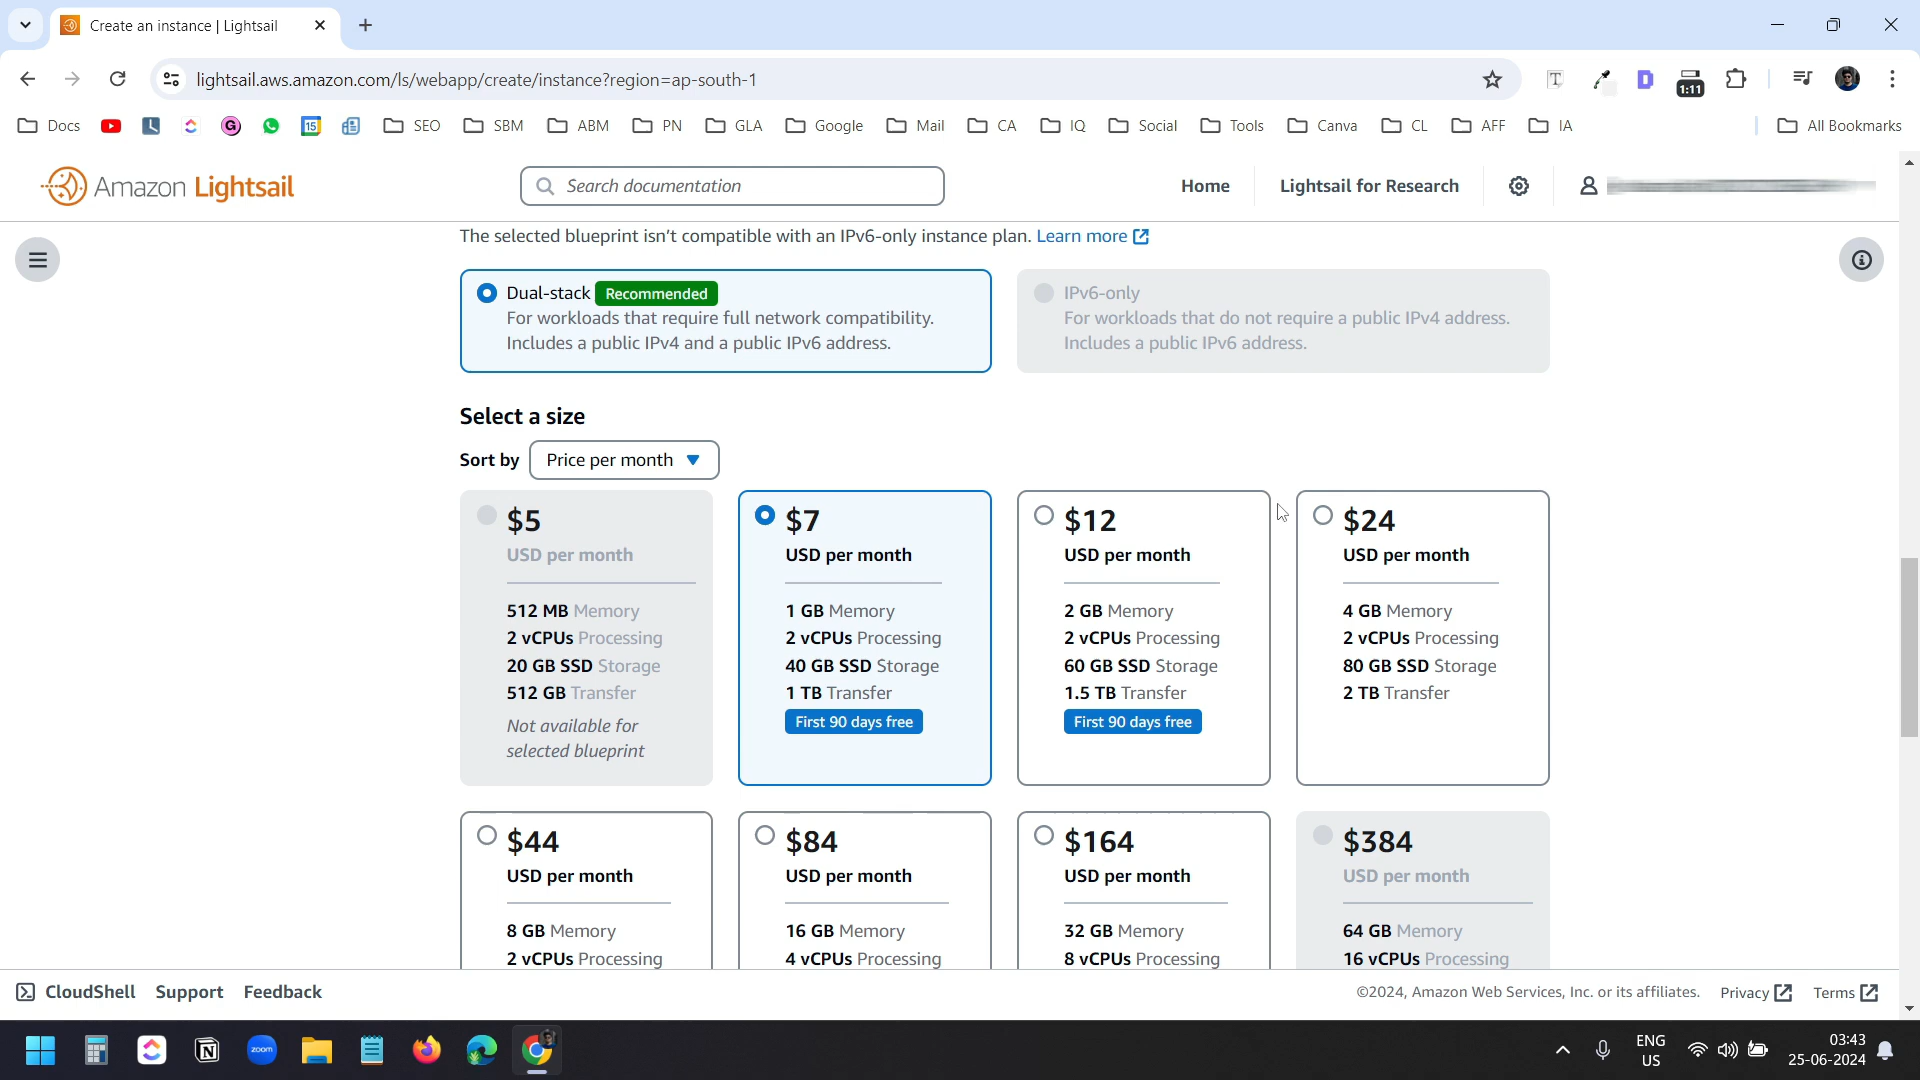 Create an instance | Lightsail
lightsail.aws.amazon.com/ls/webapp/create/instance?region=ap-south-1
1:11
Docs
G
15
SEO
SBM
ABM
PN
GLA
Google
Mail
CA
IQ
Social
Tools
Canva
CL
AFF
IA
All Bookmarks
Amazon Lightsail
Search documentation
Home
Lightsail for Research
The selected blueprint isn't compatible with an IPv6-only instance plan. Learn more
Dual-stack Recommended
For workloads that require full network compatibility.
Includes a public IPv4 and a public IPv6 address.
IPv6-only
For workloads that do not require a public IPv4 address.
Includes a public IPv6 address.
Select a size
Sort by Price per month
$5
USD per month
512 MB Memory
2 vCPUs Processing
20 GB SSD Storage
512 GB Transfer
Not available for
selected blueprint
$7
USD per month
1 GB Memory
2 vCPUs Processing
40 GB SSD Storage
1 TB Transfer
First 90 days free
$12
USD per month
2 GB Memory
2 vCPUs Processing
60 GB SSD Storage
1.5 TB Transfer
First 90 days free
$24
USD per month
4 GB Memory
2 vCPUs Processing
80 GB SSD Storage
2 TB Transfer
$44
USD per month
8 GB Memory
2 vCPUs Processing
$84
USD per month
16 GB Memory
4 vCPUs Processing
$164
USD per month
32 GB Memory
8 vCPUs Processing
$384
USD per month
64 GB Memory
16 vCPUs Processing
CloudShell
Support
Feedback
©2024, Amazon Web Services, Inc. or its affiliates.
Privacy
Terms
zoom
ENG
US
03:43
25-06-2024